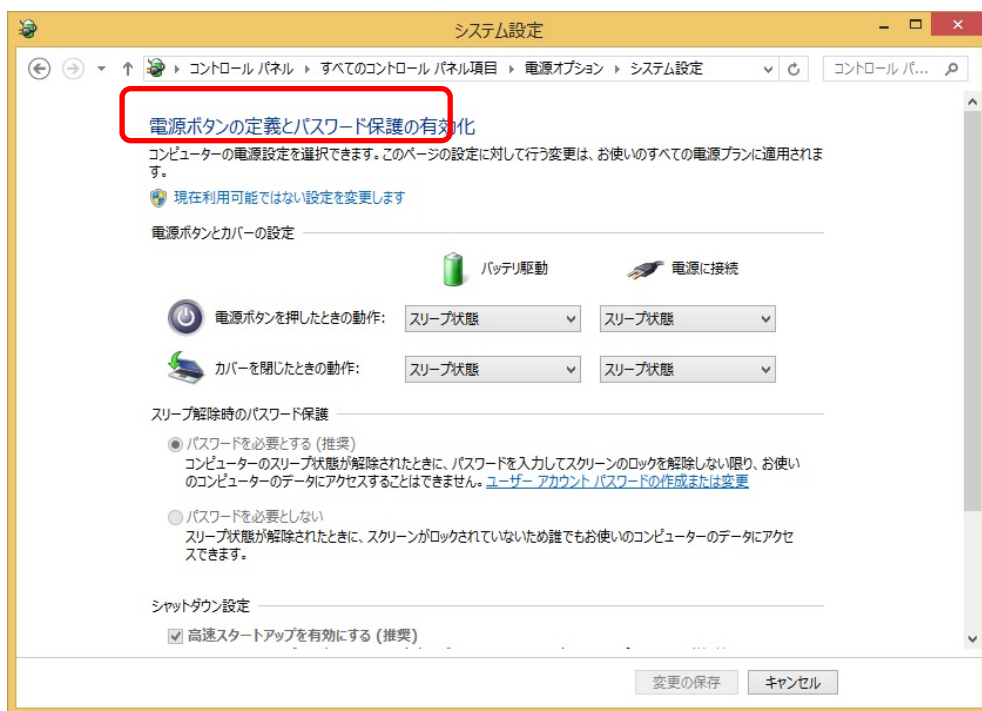 システム設定
コントロール パネル ▸ すべてのコントロール パネル項目 ▸ 電源オプション ▸ システム設定
コントロール パ...
電源ボタンの定義とパスワード保護の有効化
コンピューターの電源設定を選択できます。このページの設定に対して行う変更は、お使いのすべての電源プランに適用されま
す。
現在利用可能ではない設定を変更します
電源ボタンとカバーの設定
バッテリ駆動 電源に接続
電源ボタンを押したときの動作: スリープ状態 スリープ状態
カバーを閉じたときの動作: スリープ状態 スリープ状態
スリープ解除時のパスワード保護
パスワードを必要とする (推奨)
コンピューターのスリープ状態が解除されたときに、パスワードを入力してスクリーンのロックを解除しない限り、お使い
のコンピューターのデータにアクセスすることはできません。ユーザー アカウント パスワードの作成または変更
パスワードを必要としない
スリープ状態が解除されたときに、スクリーンがロックされていないため誰でもお使いのコンピューターのデータにアクセ
スできます。
シャットダウン設定
高速スタートアップを有効にする (推奨)
変更の保存 キャンセル